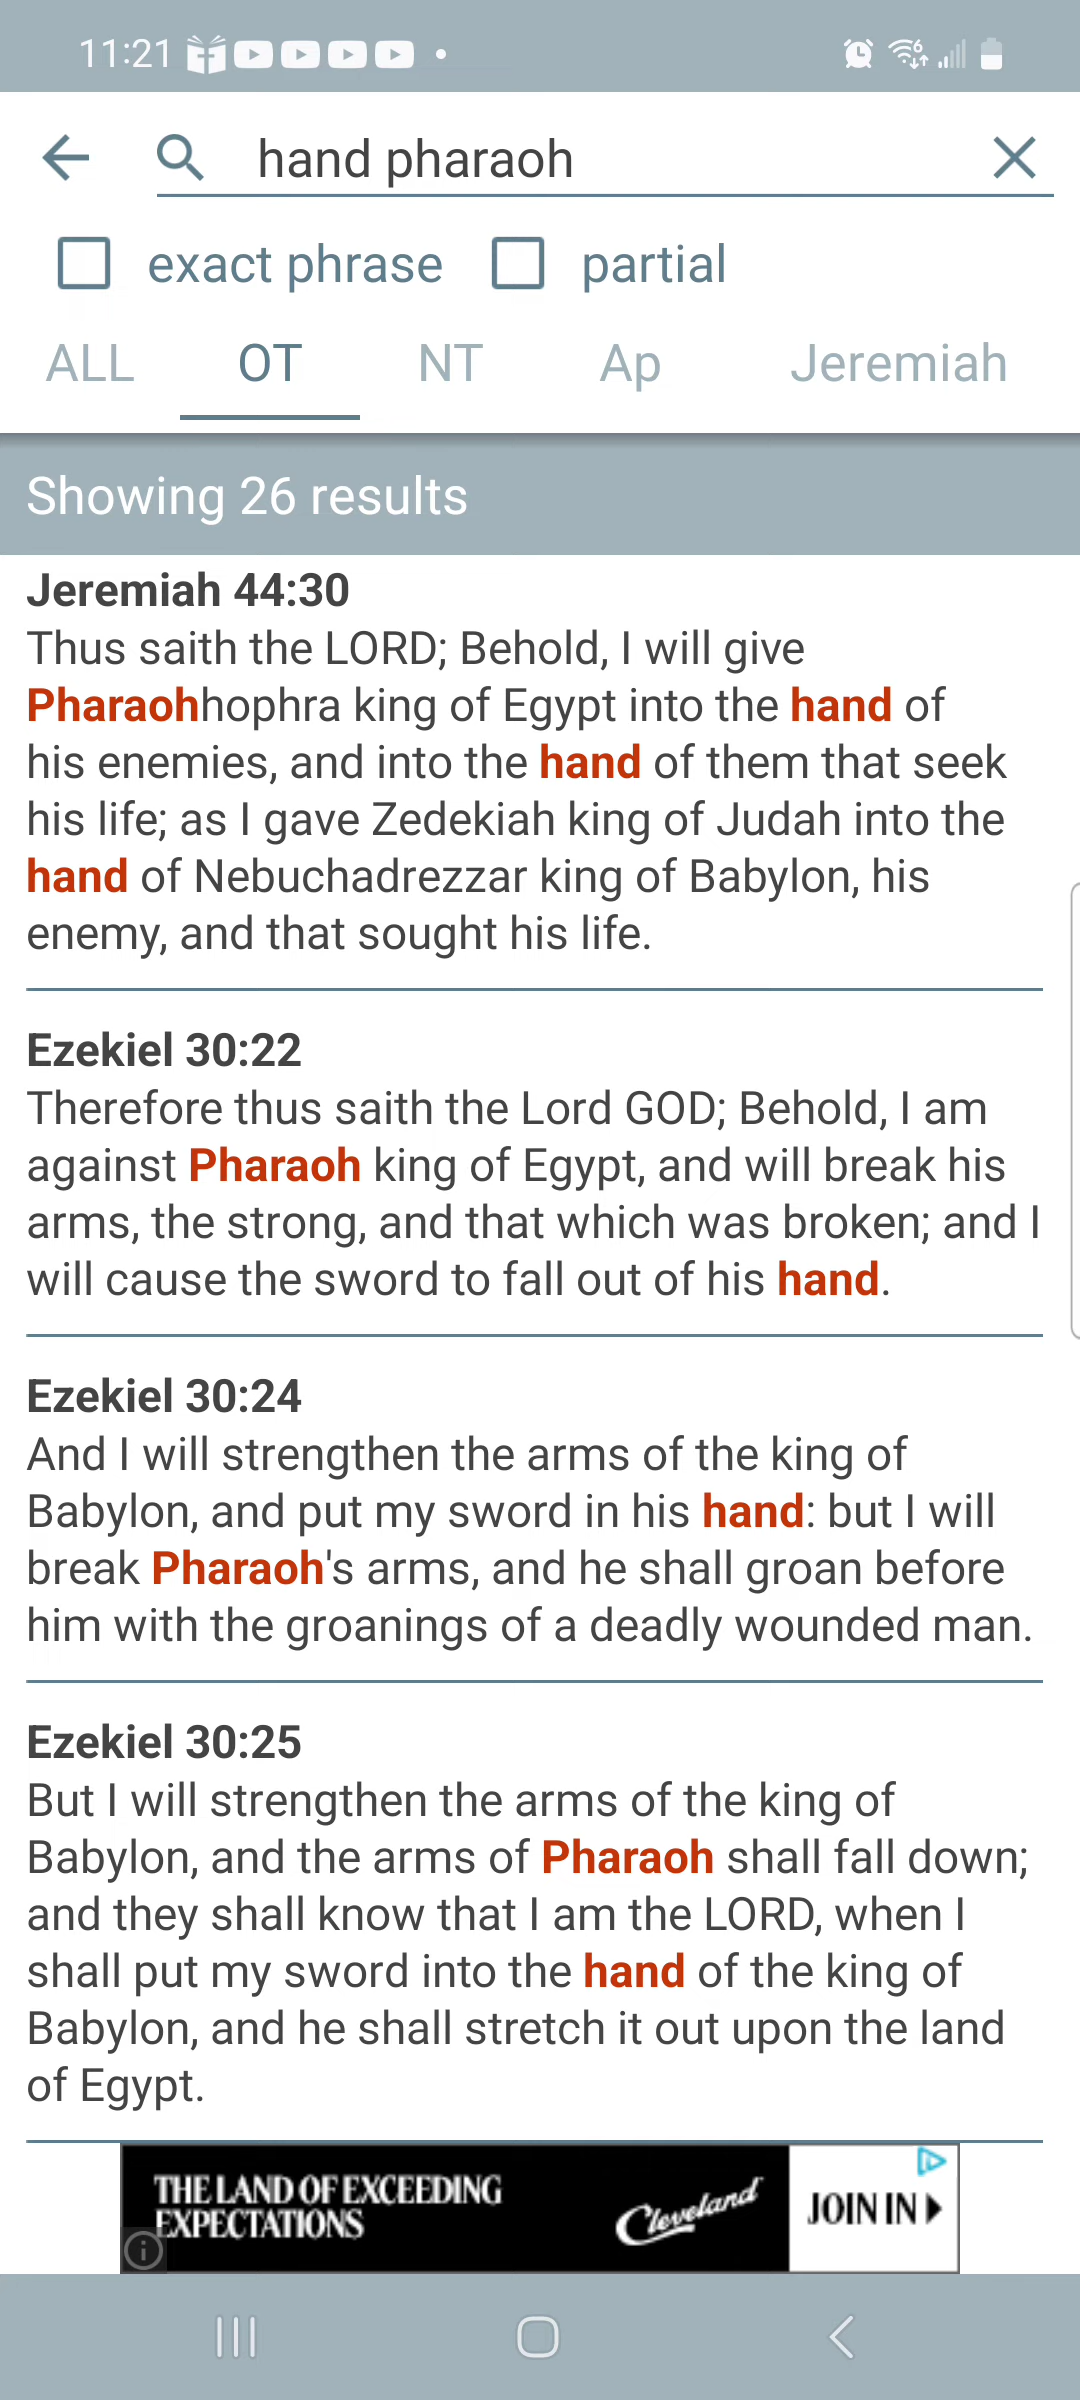 11:21
hand pharaoh
exact phrase partial
ALL OT NT Ap Jeremiah
Showing 26 results
Jeremiah 44:30
Thus saith the LORD; Behold, I will give
Pharaohhophra king of Egypt into the hand of
his enemies, and into the hand of them that seek
his life; as I gave Zedekiah king of Judah into the
hand of Nebuchadrezzar king of Babylon, his
enemy, and that sought his life.
Ezekiel 30:22
Therefore thus saith the Lord GOD; Behold, I am
against Pharaoh king of Egypt, and will break his
arms, the strong, and that which was broken; and I
will cause the sword to fall out of his hand.
Ezekiel 30:24
And I will strengthen the arms of the king of
Babylon, and put my sword in his hand: but I will
break Pharaoh's arms, and he shall groan before
him with the groanings of a deadly wounded man.
Ezekiel 30:25
But I will strengthen the arms of the king of
Babylon, and the arms of Pharaoh shall fall down;
and they shall know that I am the LORD, when I
shall put my sword into the hand of the king of
Babylon, and he shall stretch it out upon the land
of Egypt.
THE LAND OF EXCEEDING
EXPECTATIONS
Cleveland
JOIN IN